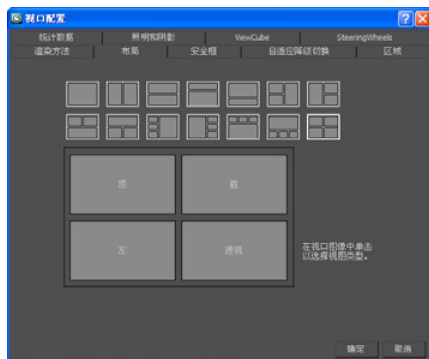 视口配置
统计数据 照明和阴影 ViewCube SteeringWheels
渲染方法 布局 安全框 自适应降级切换 区域
顶 前
左 透视
在视口图像中单击
以选择视图类型。
确定 取消